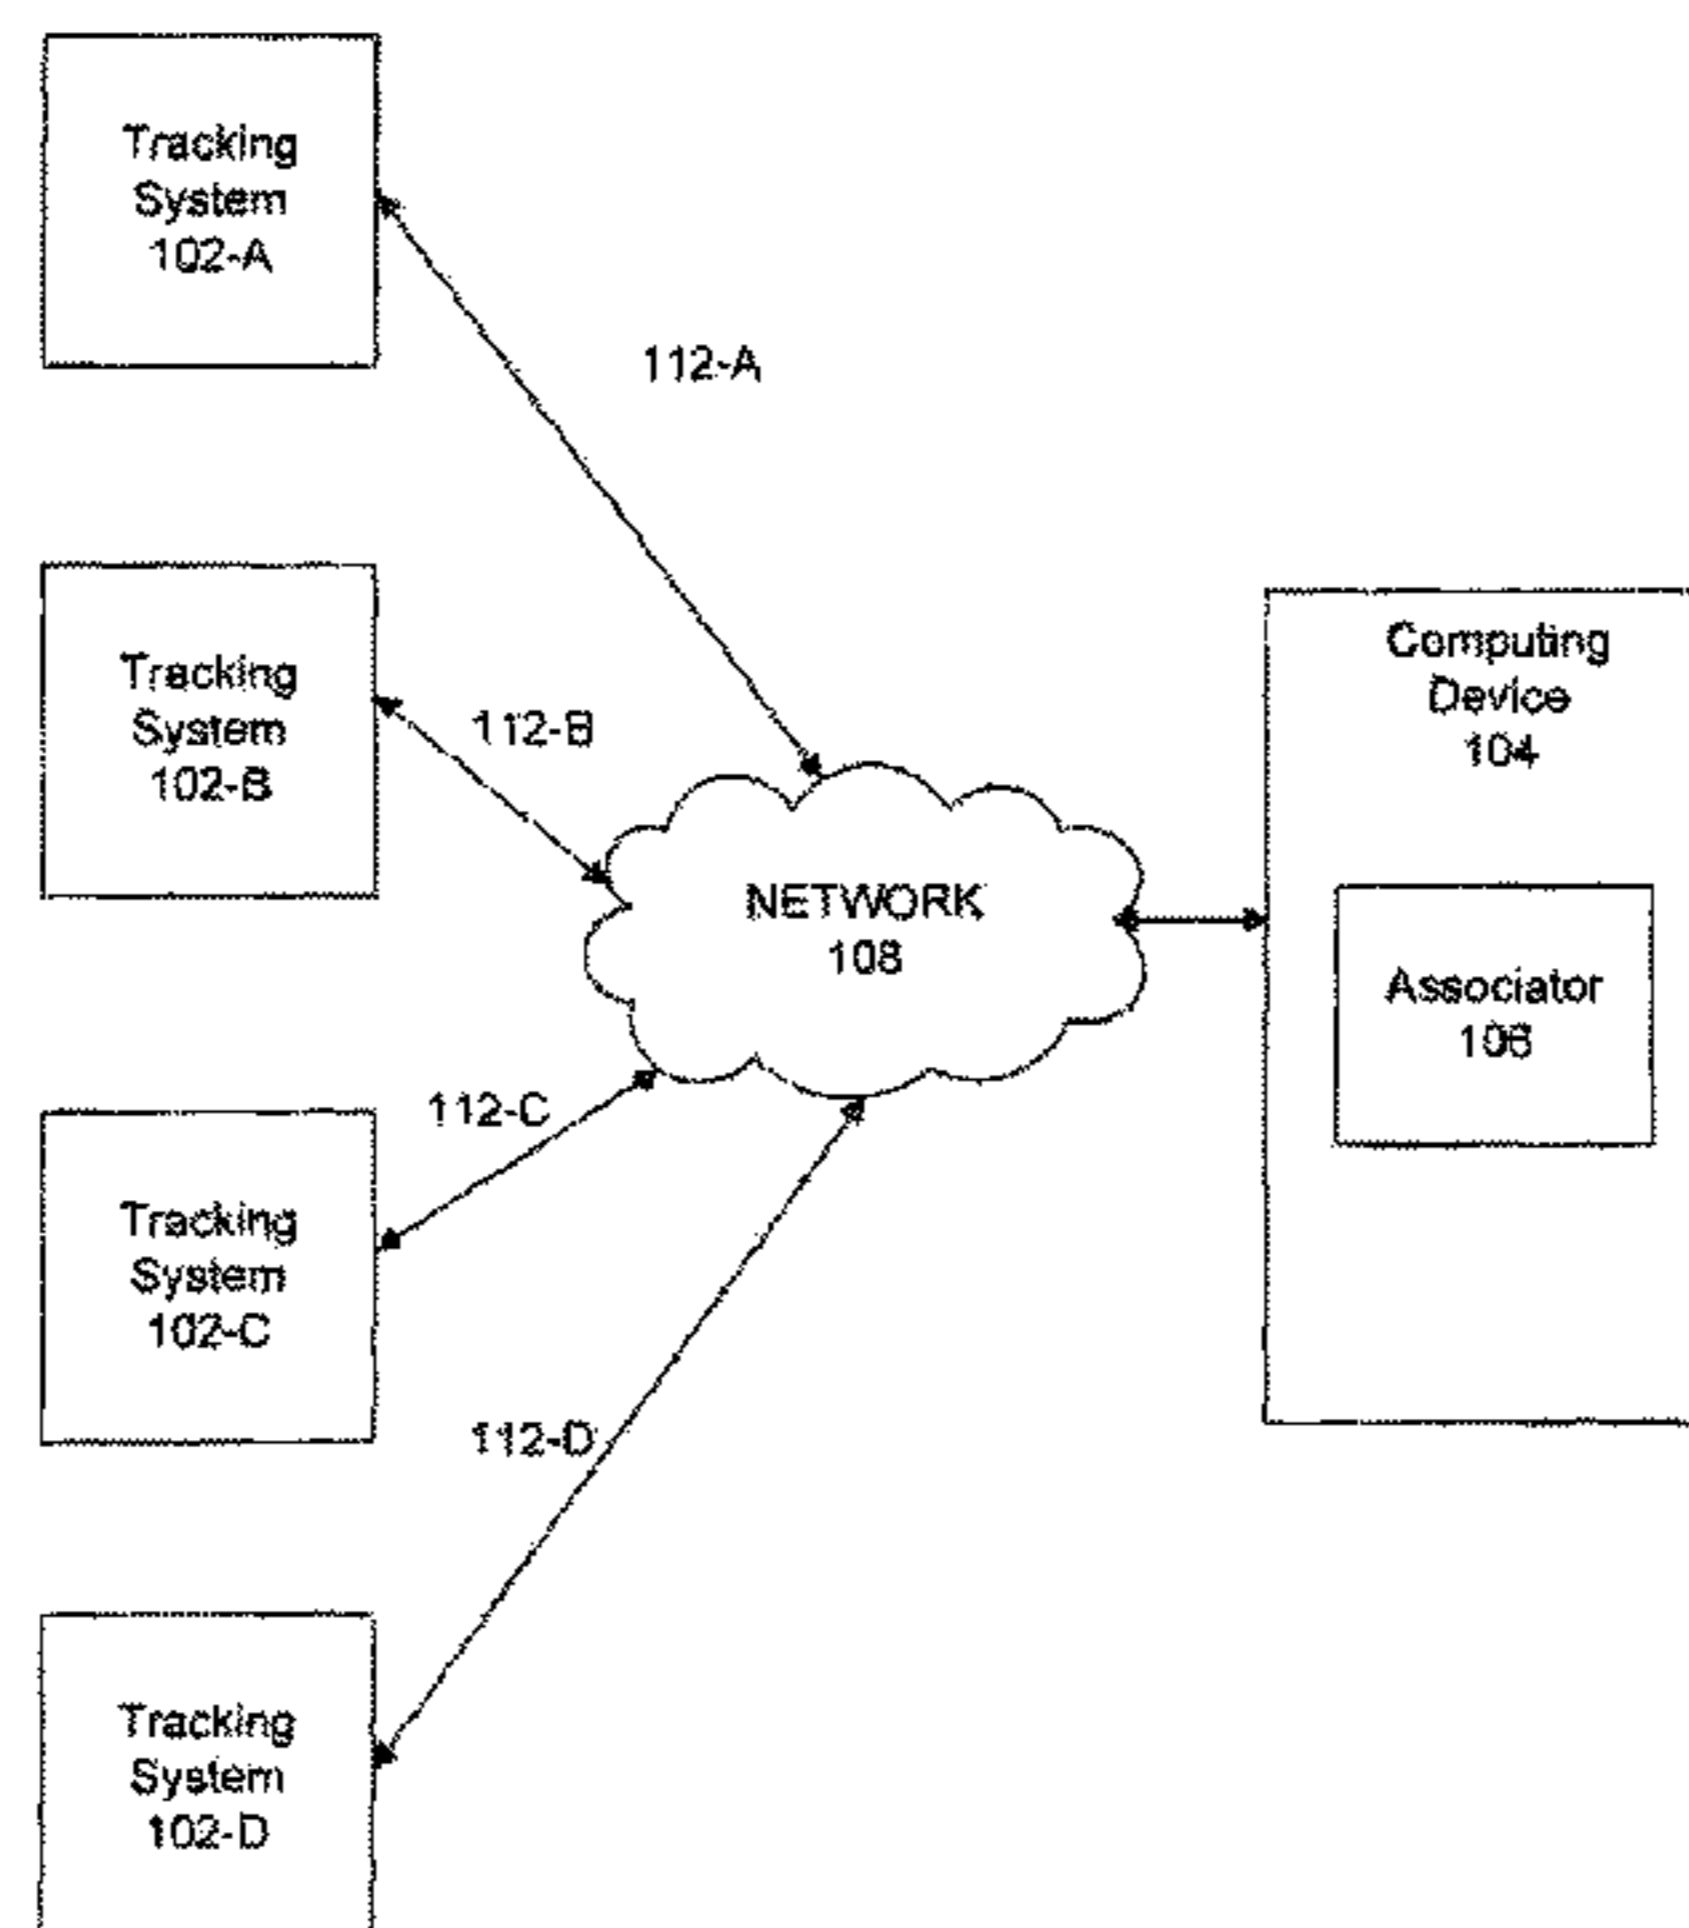 Tracking
System
102-A
112-A
Tracking
System
102-B
112-B
NETWORK
108
Computing
Device
104
Associator
106
112-C
Tracking
System
102-C
112-D
Tracking
System
102-D